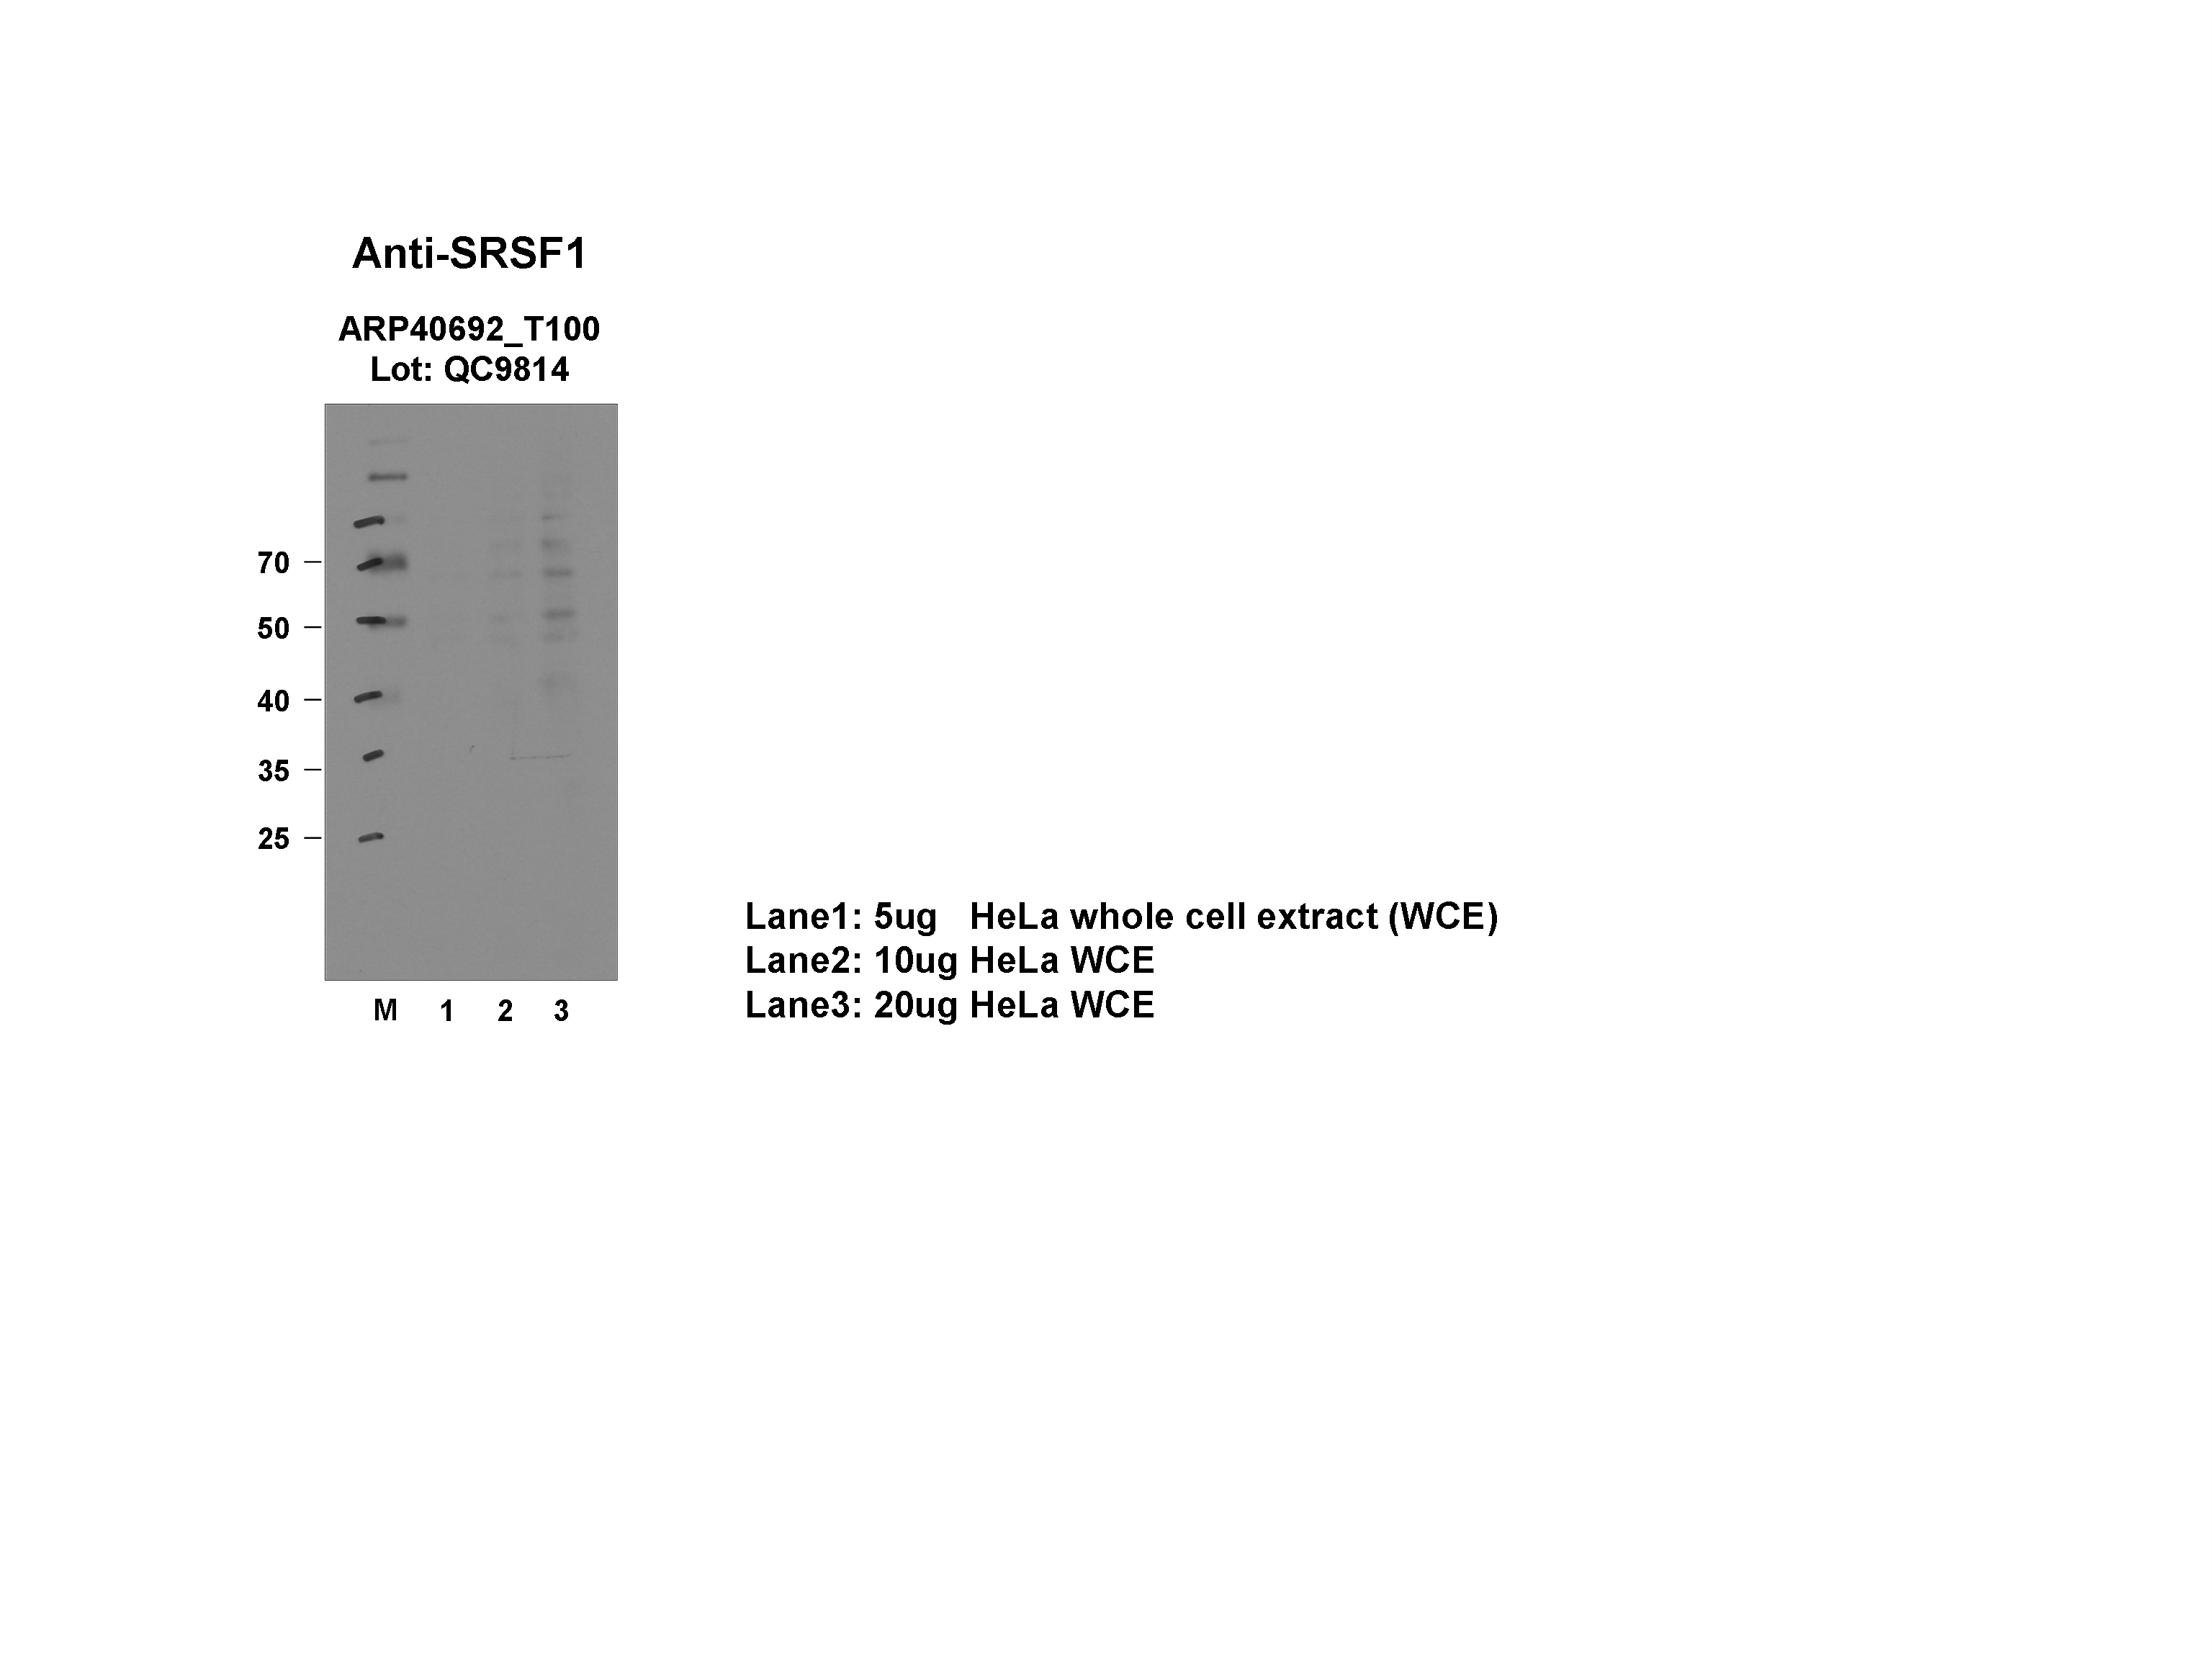 Anti-SRSF1
ARP40692_T100
Lot: QC9814
70
50
40
35
25
M 1 2 3
Lane1: 5ug HeLa whole cell extract (WCE)
Lane2: 10ug HeLa WCE
Lane3: 20ug HeLa WCE